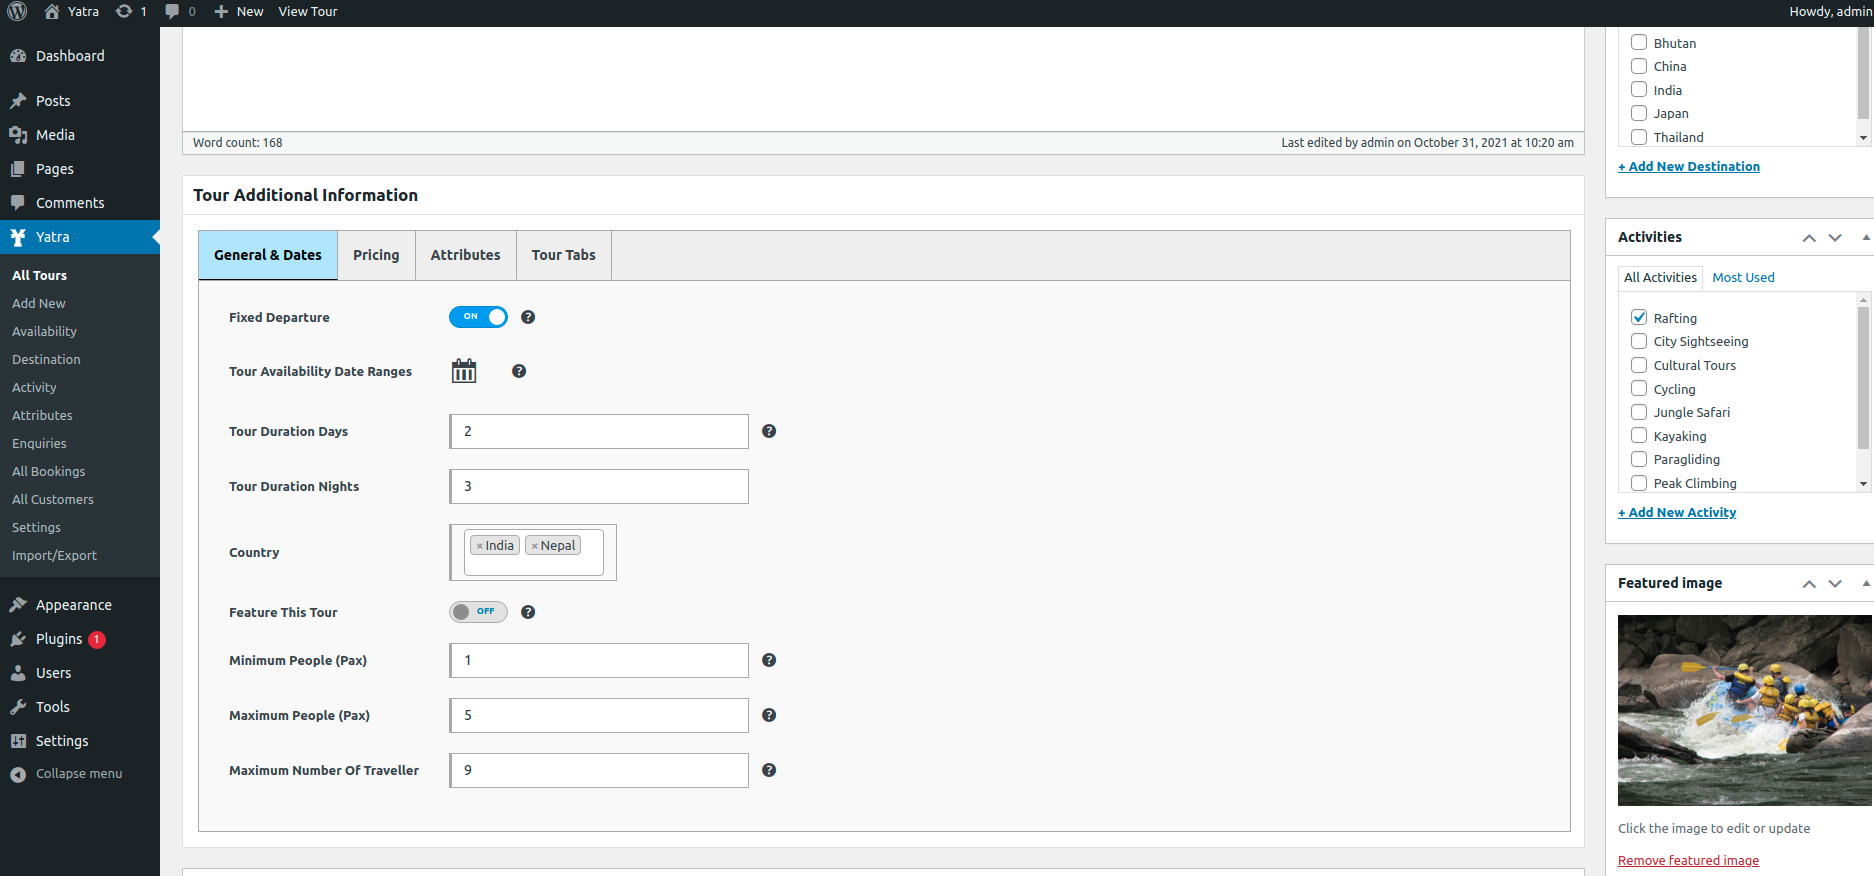 Yatra 1 0 New View Tour Howdy, admin
Dashboard
Posts
Media
Pages
Comments
Yatra
All Tours
Add New
Availability
Destination
Activity
Attributes
Enquiries
All Bookings
All Customers
Settings
Import/Export
Appearance
Plugins 1
Users
Tools
Settings
Collapse menu
Word count: 168 Last edited by admin on October 31, 2021 at 10:20 am
Tour Additional Information
General & Dates Pricing Attributes Tour Tabs
Fixed Departure ON ?
Tour Availability Date Ranges ?
Tour Duration Days 2 ?
Tour Duration Nights 3
Country × India × Nepal
Feature This Tour OFF ?
Minimum People (Pax) 1 ?
Maximum People (Pax) 5 ?
Maximum Number Of Traveller 9 ?
Bhutan
China
India
Japan
Thailand
+ Add New Destination
Activities
All Activities Most Used
Rafting
City Sightseeing
Cultural Tours
Cycling
Jungle Safari
Kayaking
Paragliding
Peak Climbing
+ Add New Activity
Featured image
Click the image to edit or update
Remove featured image